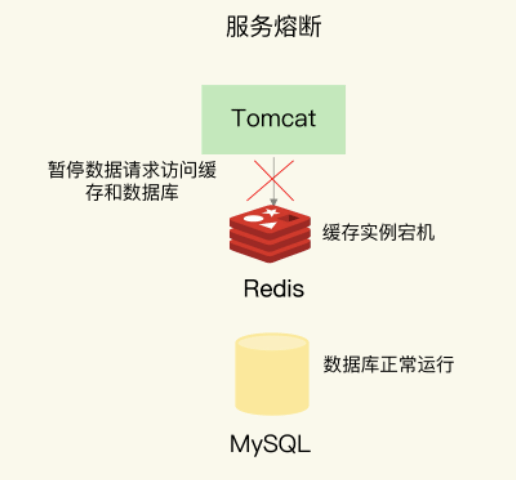 服务熔断
Tomcat
暂停数据请求访问缓
存和数据库
缓存实例宕机
Redis
数据库正常运行
MySQL